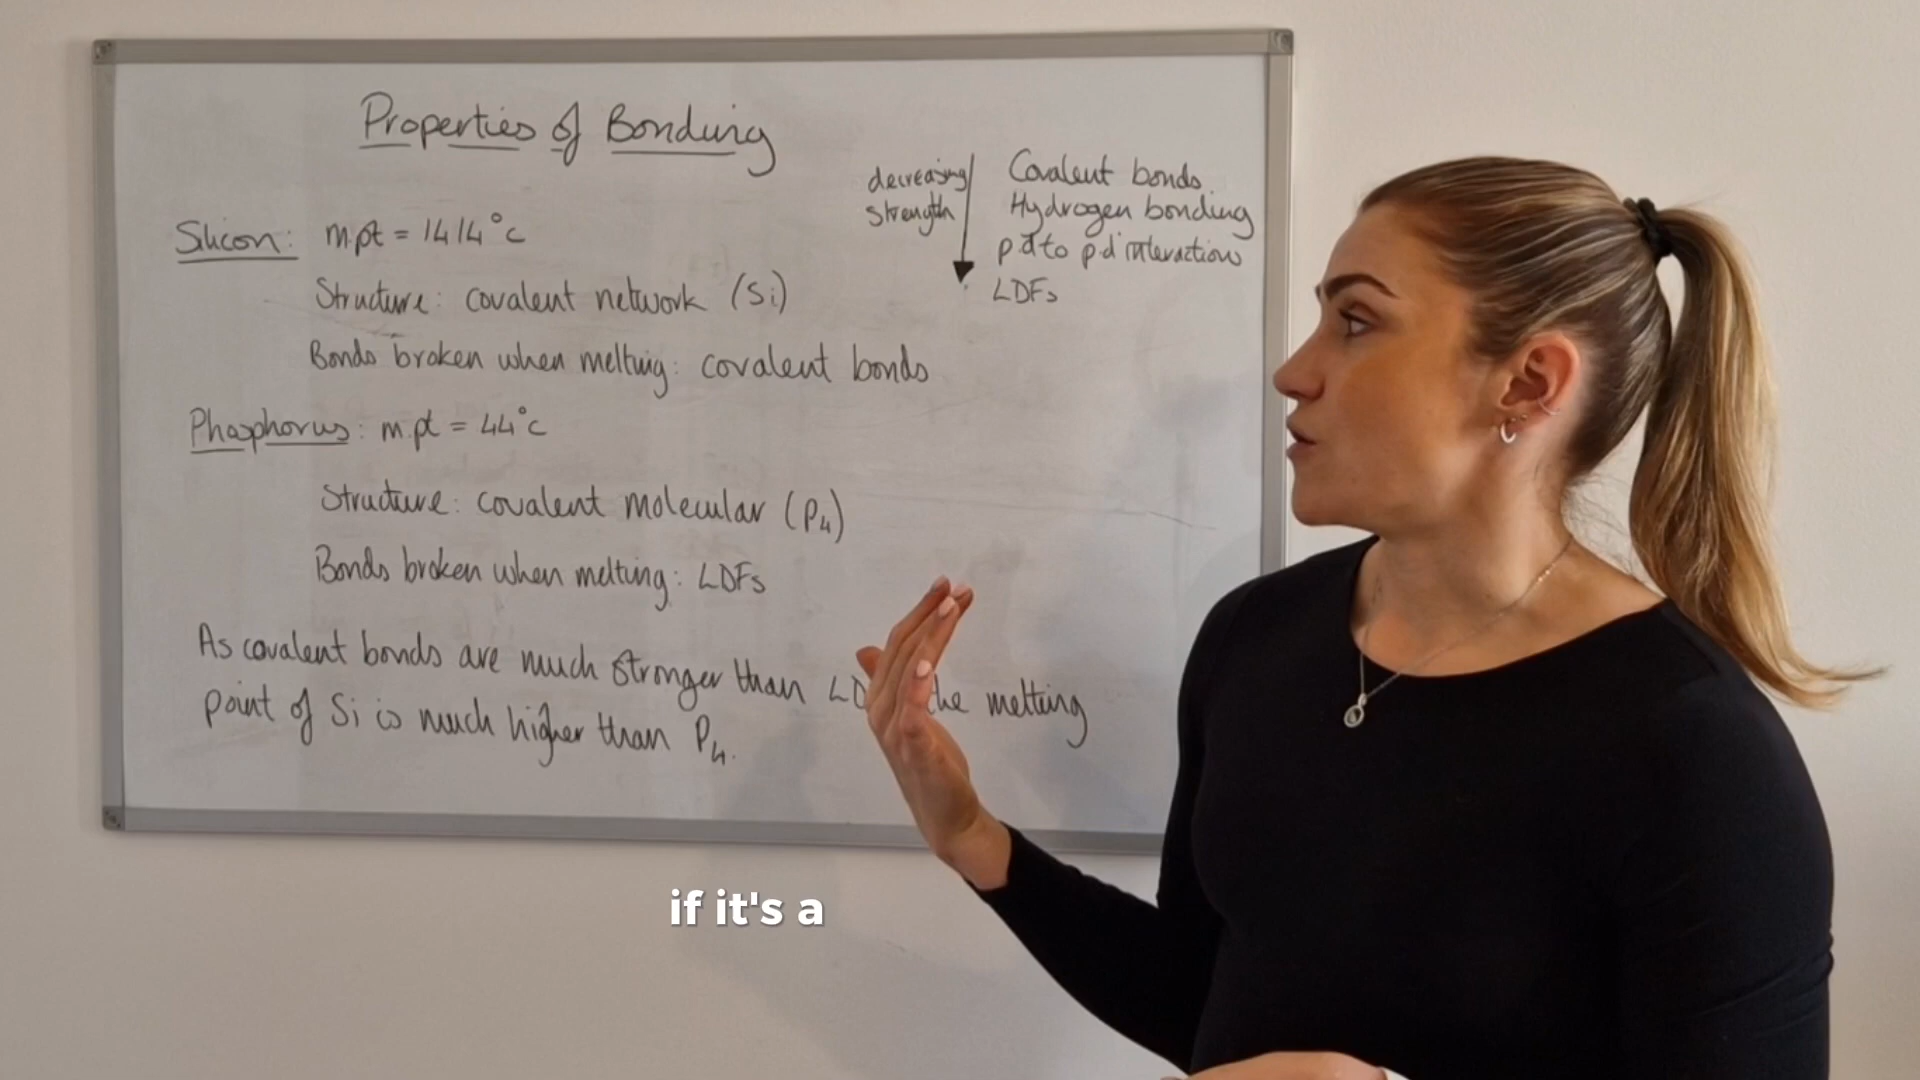 Properties of Bonding
decreasing strength
Covalent bonds.
Hydrogen bonding
p.d to p.d interactions
LDFs
Silicon: m.pt = 1414°C
Structure: covalent network (Si)
Bonds broken when melting: covalent bonds
Phosphorus: m.pt = 44°C
Structure: covalent molecular (P4)
Bonds broken when melting: LDFs
As covalent bonds are much stronger than LD the melting
point of Si is much higher than P4.
if it's a